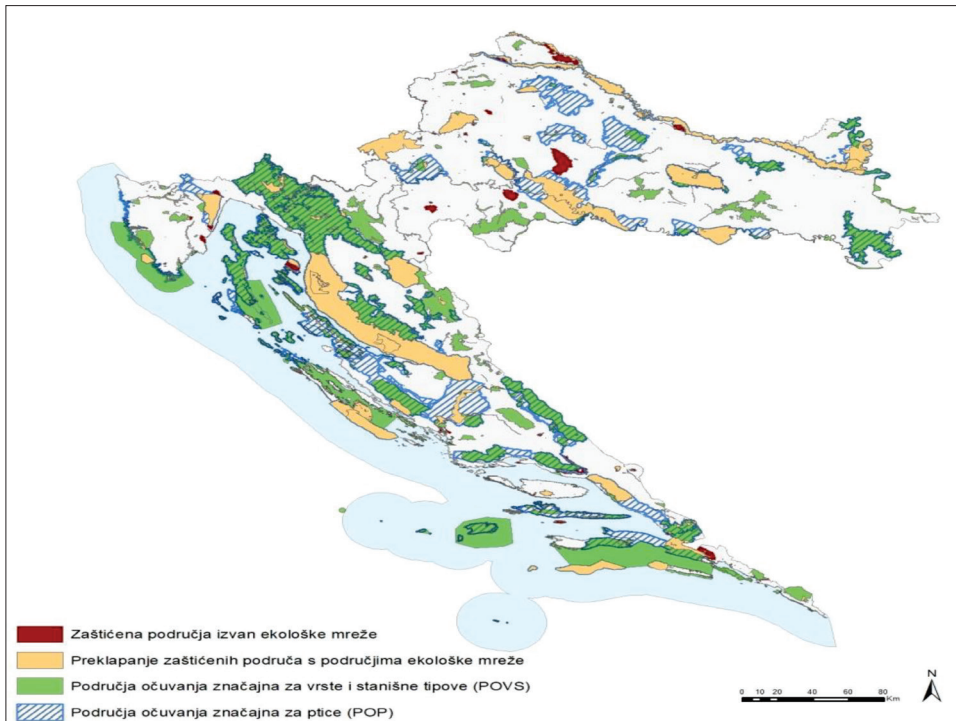 Zaštićena područja izvan ekološke mreže
Preklapanje zaštićenih područa s područjima ekološke mreže
Područja očuvanja značajna za vrste i stanišne tipove (POVS)
Područja očuvanja značajna za ptice (POP)
N
0 10 20 40 60 80
Km